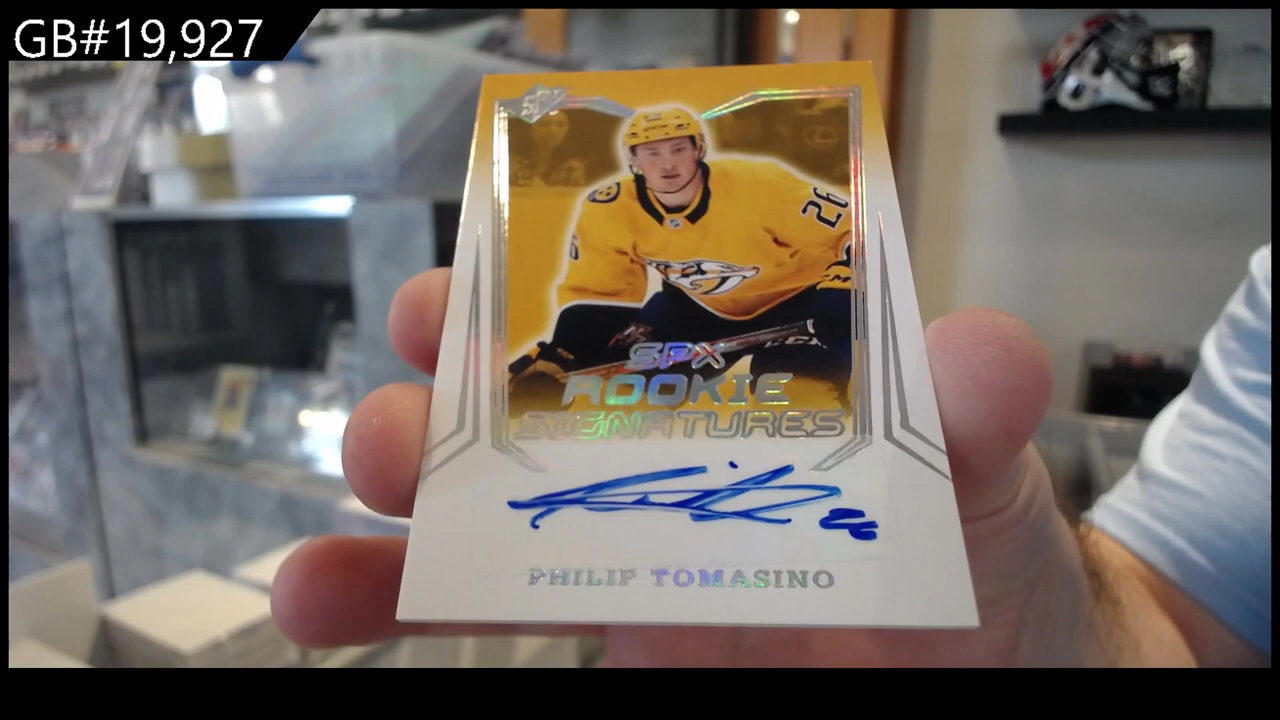 GB#19,927
SPX
26
SPX
ROOKIE
SIGNATURES
26
PHILIP TOMASINO